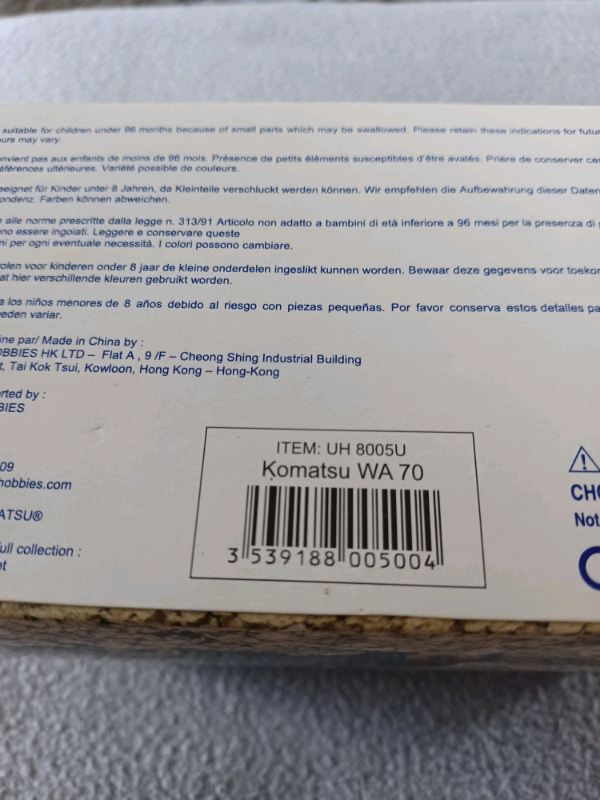 suitable for children under 96 months because of small parts which may be swallowed. Please retain these indications for futur
ours may vary.
onvient pas aux enfants de moins de 96 mois. Présence de petits éléments susceptibles d'être avalés. Prière de conserver ces
éférences ultérieures. Variété possible de couleurs.
eeignet für Kinder unter 8 Jahren, da Kleinteile verschluckt werden können. Wir empfehlen die Aufbewahrung dieser Daten
ondenz. Farben können abweichen.
e alle norme prescritte dalla legge n. 313/91 Articolo non adatto a bambini di età inferiore a 96 mesi per la presenza di
no essere ingoiati. Leggere e conservare queste
ni per ogni eventuale necessità. I colori possono cambiare.
olen voor kinderen onder 8 jaar de kleine onderdelen ingeslikt kunnen worden. Bewaar deze gegevens voor toekom
at hier verschillende kleuren gebruikt worden.
a los niños menores de 8 años debido al riesgo con piezas pequeñas. Por favor conserva estos detalles pa
eden variar.
ine par/ Made in China by :
OBBIES HK LTD – Flat A , 9 /F – Cheong Shing Industrial Building
t, Tai Kok Tsui, Kowloon, Hong Kong – Hong-Kong
rted by :
BIES
09
hobbies.com
ATSU®
ull collection :
et
ITEM: UH 8005U
Komatsu WA 70
3 539188 005004
CHO
Not